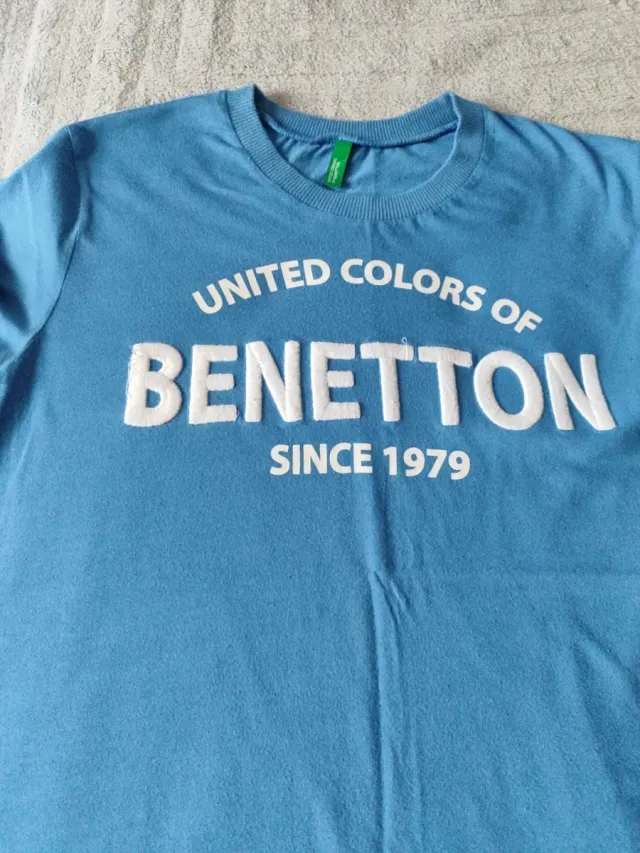 UNITED COLORS OF
BENETTON
SINCE 1979